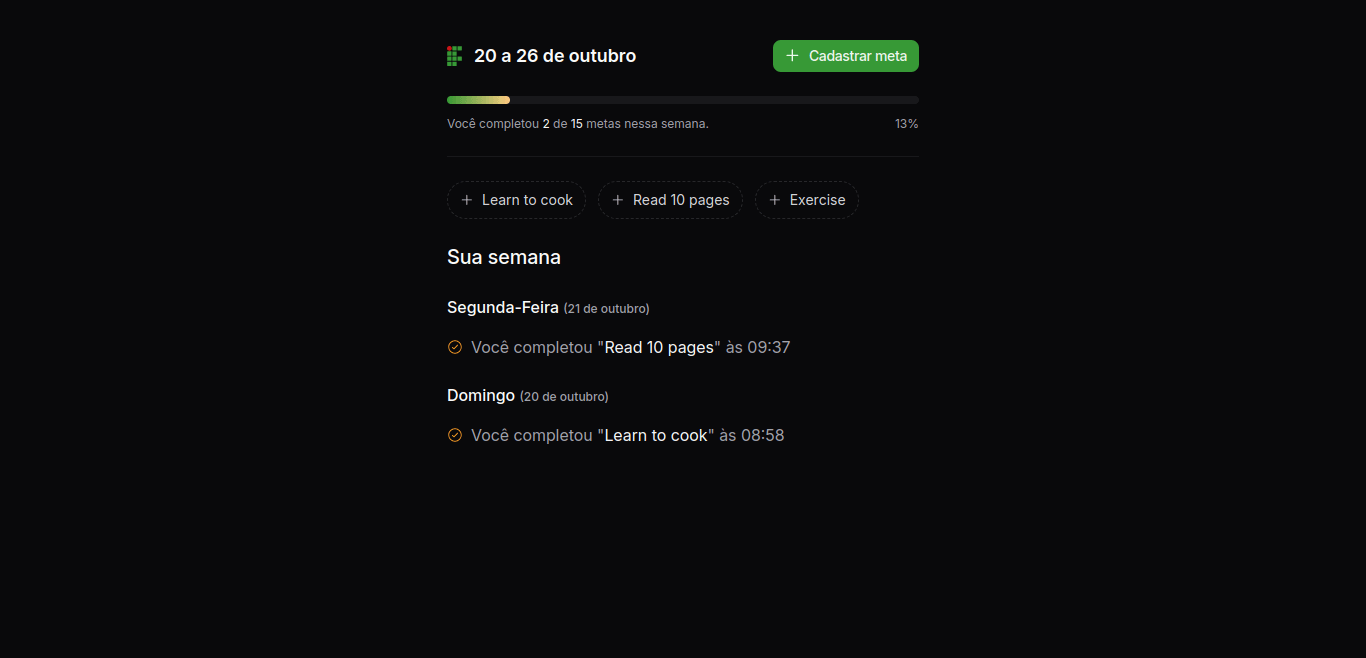 20 a 26 de outubro
Cadastrar meta
Você completou 2 de 15 metas nessa semana.
13%
Learn to cook
Read 10 pages
Exercise
Sua semana
Segunda-Feira (21 de outubro)
Você completou "Read 10 pages" às 09:37
Domingo (20 de outubro)
Você completou "Learn to cook" às 08:58